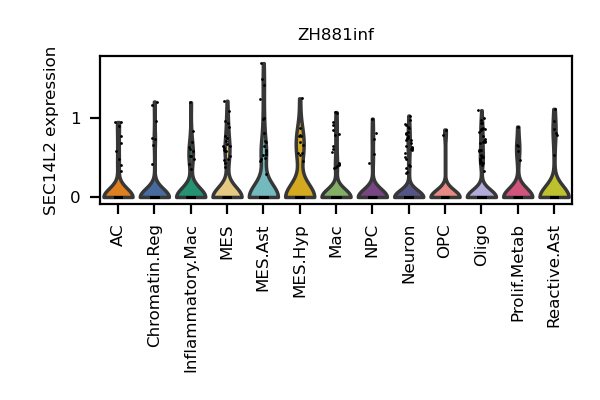 ZH881inf
SEC14L2 expression
1
0
AC
Chromatin.Reg
Inflammatory.Mac
MES
MES.Ast
MES.Hyp
Mac
NPC
Neuron
OPC
Oligo
Prolif.Metab
Reactive.Ast